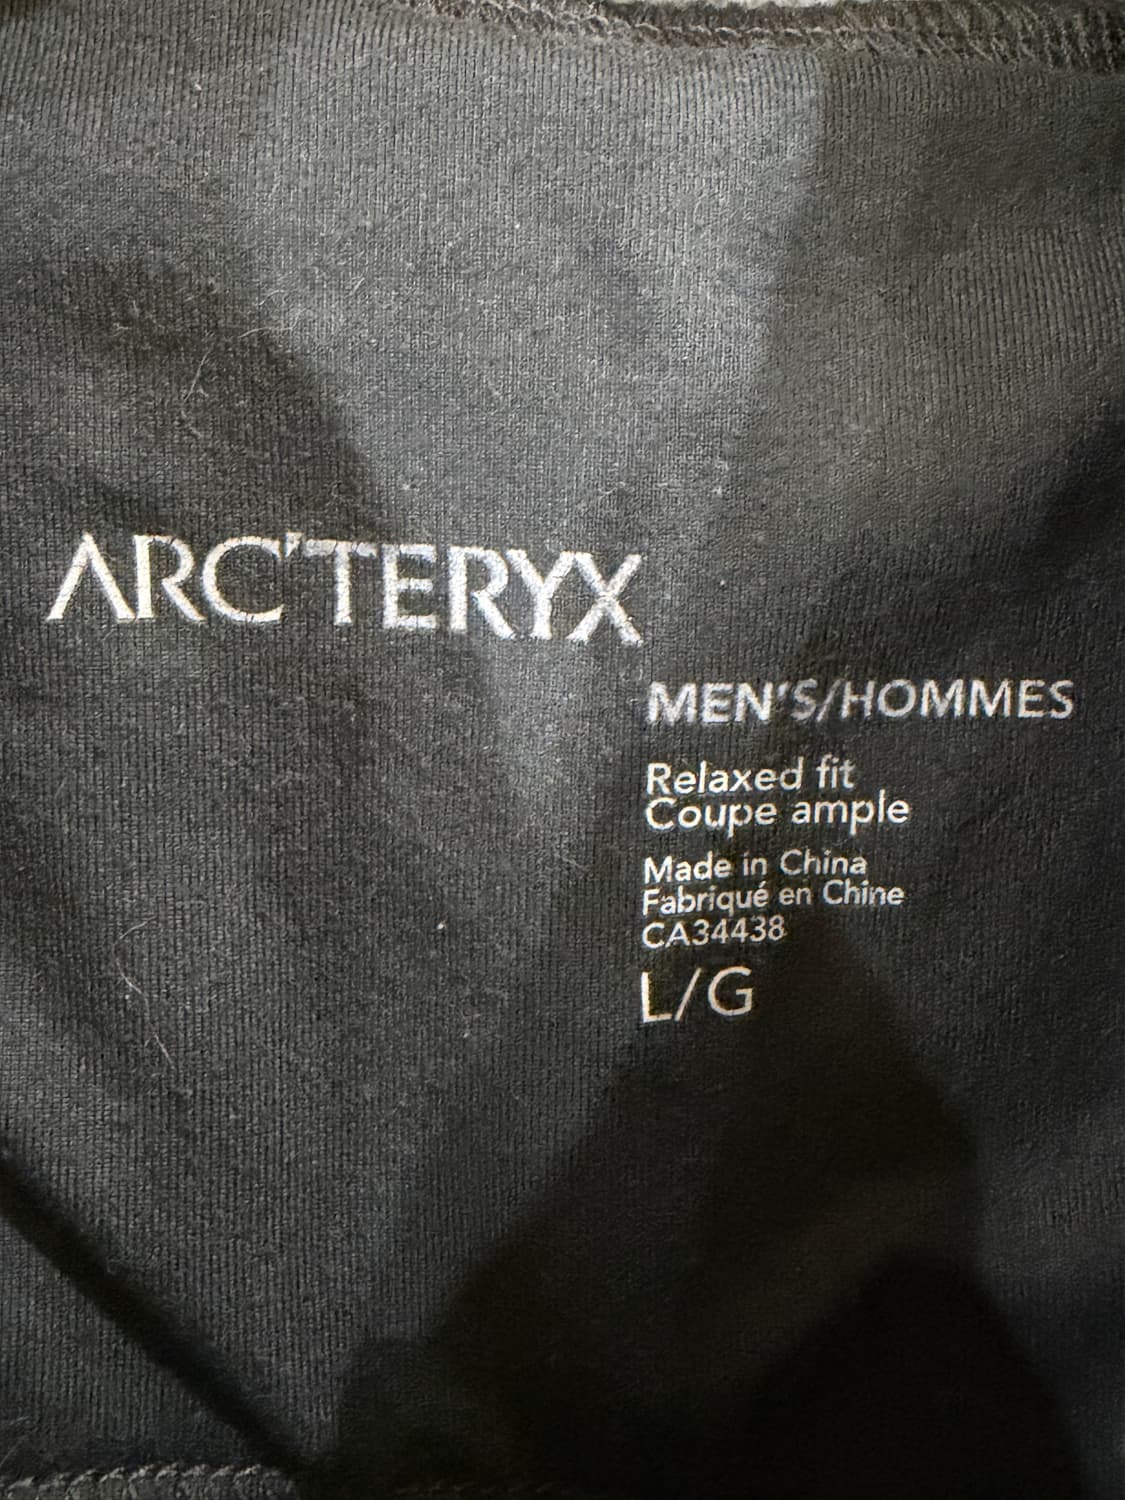 ARC'TERYX
MEN'S/HOMMES
Relaxed fit
Coupe ample
Made in China
Fabriqué en Chine
CA34438
L/G